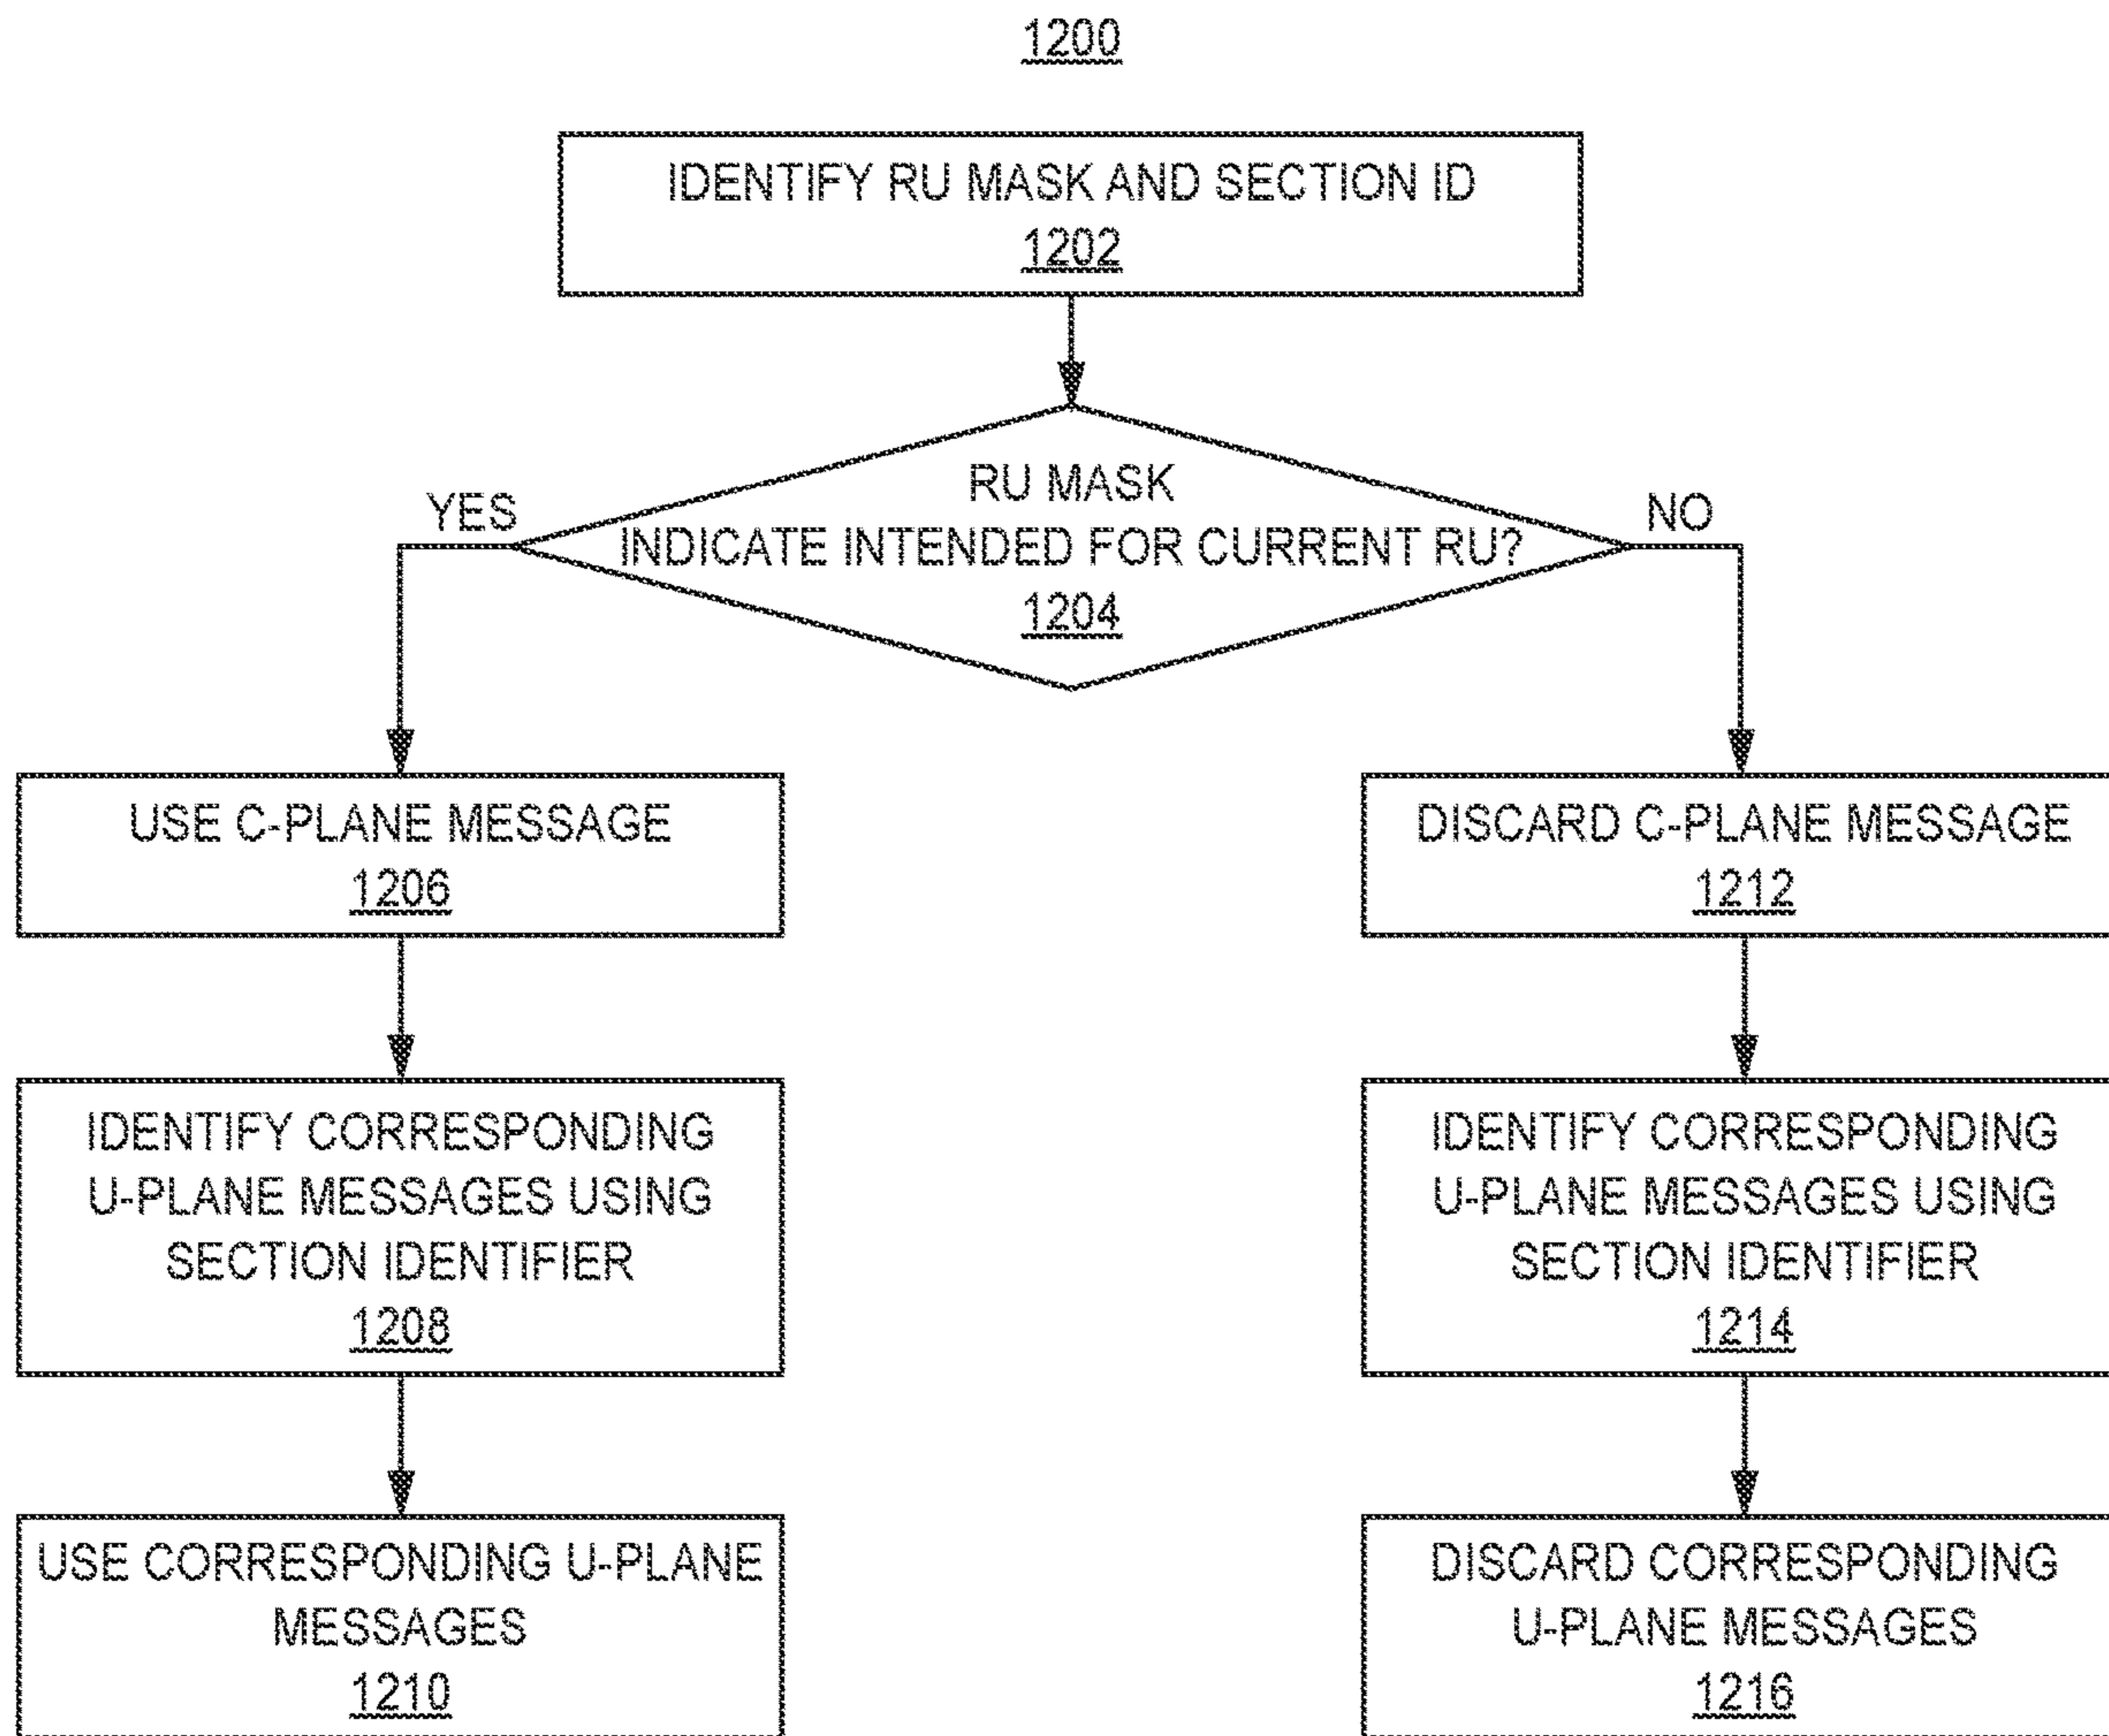 1200
IDENTIFY RU MASK AND SECTION ID
1202
RU MASK
INDICATE INTENDED FOR CURRENT RU?
1204
YES
NO
USE C-PLANE MESSAGE
1206
IDENTIFY CORRESPONDING
U-PLANE MESSAGES USING
SECTION IDENTIFIER
1208
USE CORRESPONDING U-PLANE
MESSAGES
1210
DISCARD C-PLANE MESSAGE
1212
IDENTIFY CORRESPONDING
U-PLANE MESSAGES USING
SECTION IDENTIFIER
1214
DISCARD CORRESPONDING
U-PLANE MESSAGES
1216